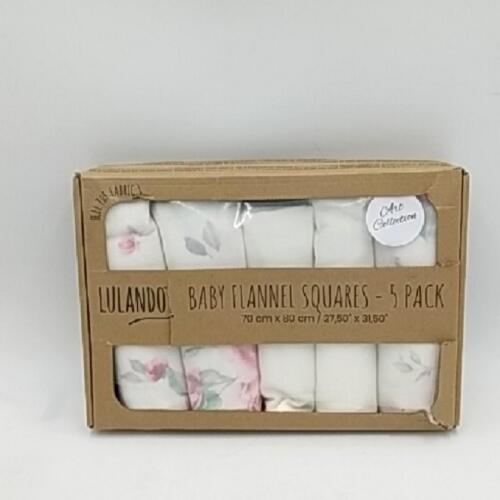 Art
Collection
LULANDO
BABY FLANNEL SQUARES - 5 PACK
70 cm x 80 cm / 27,50" x 31,50"